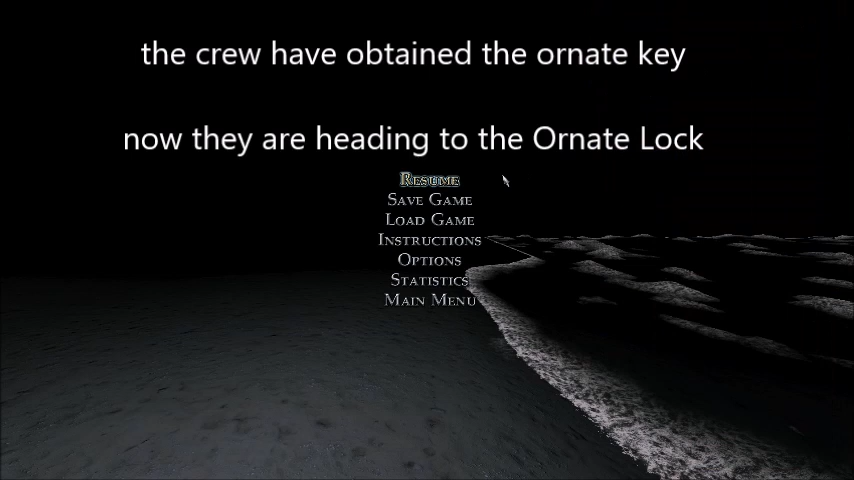 the crew have obtained the ornate key
now they are heading to the Ornate Lock
Resume
Save Game
Load Game
Instructions
Options
Statistics
Main Menu